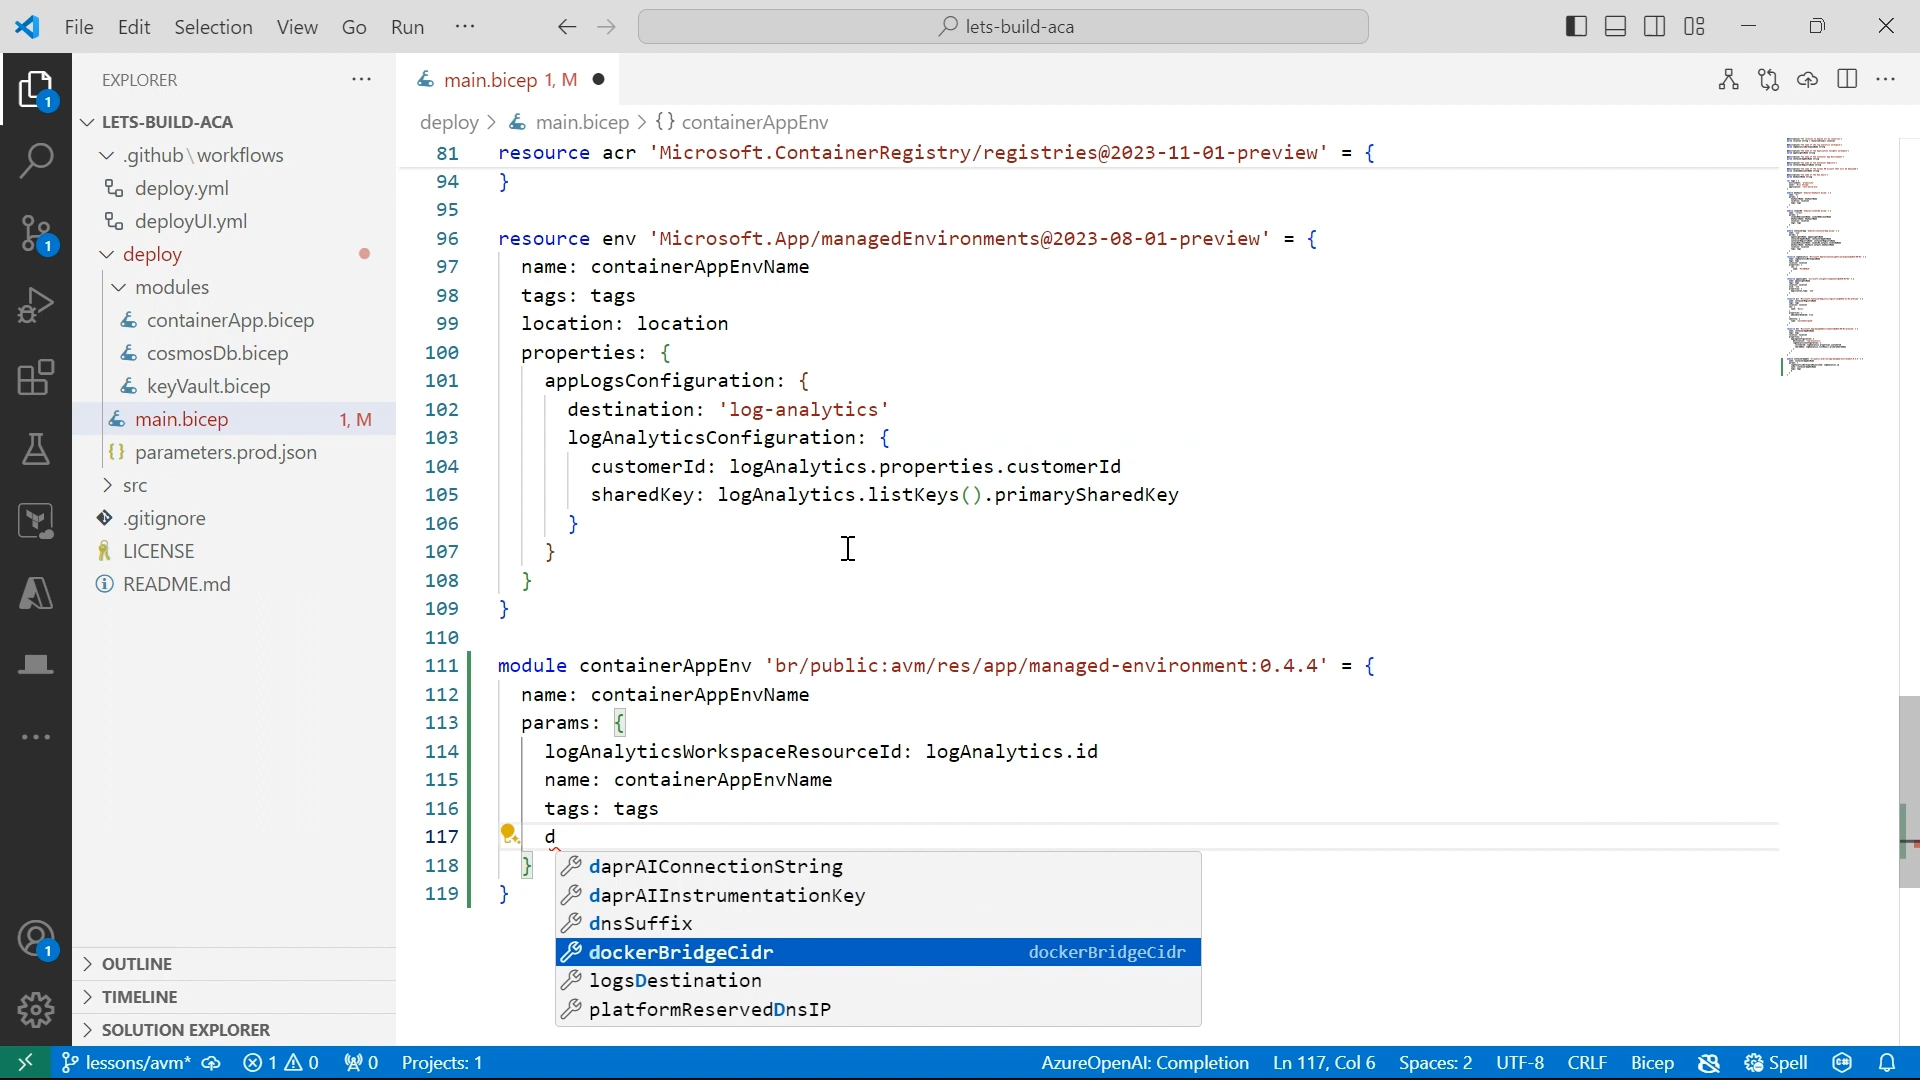 File Edit Selection View Go Run ··· lets-build-aca
EXPLORER ···
LETS-BUILD-ACA
.github\workflows
deploy.yml
deployUI.yml
deploy
modules
containerApp.bicep
cosmosDb.bicep
keyVault.bicep
main.bicep 1, M
parameters.prod.json
src
.gitignore
LICENSE
README.md
OUTLINE
TIMELINE
SOLUTION EXPLORER
1
1
1
main.bicep 1, M
deploy > main.bicep > {} containerAppEnv
81 resource acr 'Microsoft.ContainerRegistry/registries@2023-11-01-preview' = {
94 }
95
96 resource env 'Microsoft.App/managedEnvironments@2023-08-01-preview' = {
97 name: containerAppEnvName
98 tags: tags
99 location: location
100 properties: {
101 appLogsConfiguration: {
102 destination: 'log-analytics'
103 logAnalyticsConfiguration: {
104 customerId: logAnalytics.properties.customerId
105 sharedKey: logAnalytics.listKeys().primarySharedKey
106 }
107 }
108 }
109 }
110
111 module containerAppEnv 'br/public:avm/res/app/managed-environment:0.4.4' = {
112 name: containerAppEnvName
113 params: {
114 logAnalyticsWorkspaceResourceId: logAnalytics.id
115 name: containerAppEnvName
116 tags: tags
117 d
118 }
119 }
daprAIConnectionString
daprAIInstrumentationKey
dnsSuffix
dockerBridgeCidr dockerBridgeCidr
logsDestination
platformReservedDnsIP
lessons/avm* 1 0 0 Projects: 1 AzureOpenAI: Completion Ln 117, Col 6 Spaces: 2 UTF-8 CRLF Bicep Spell